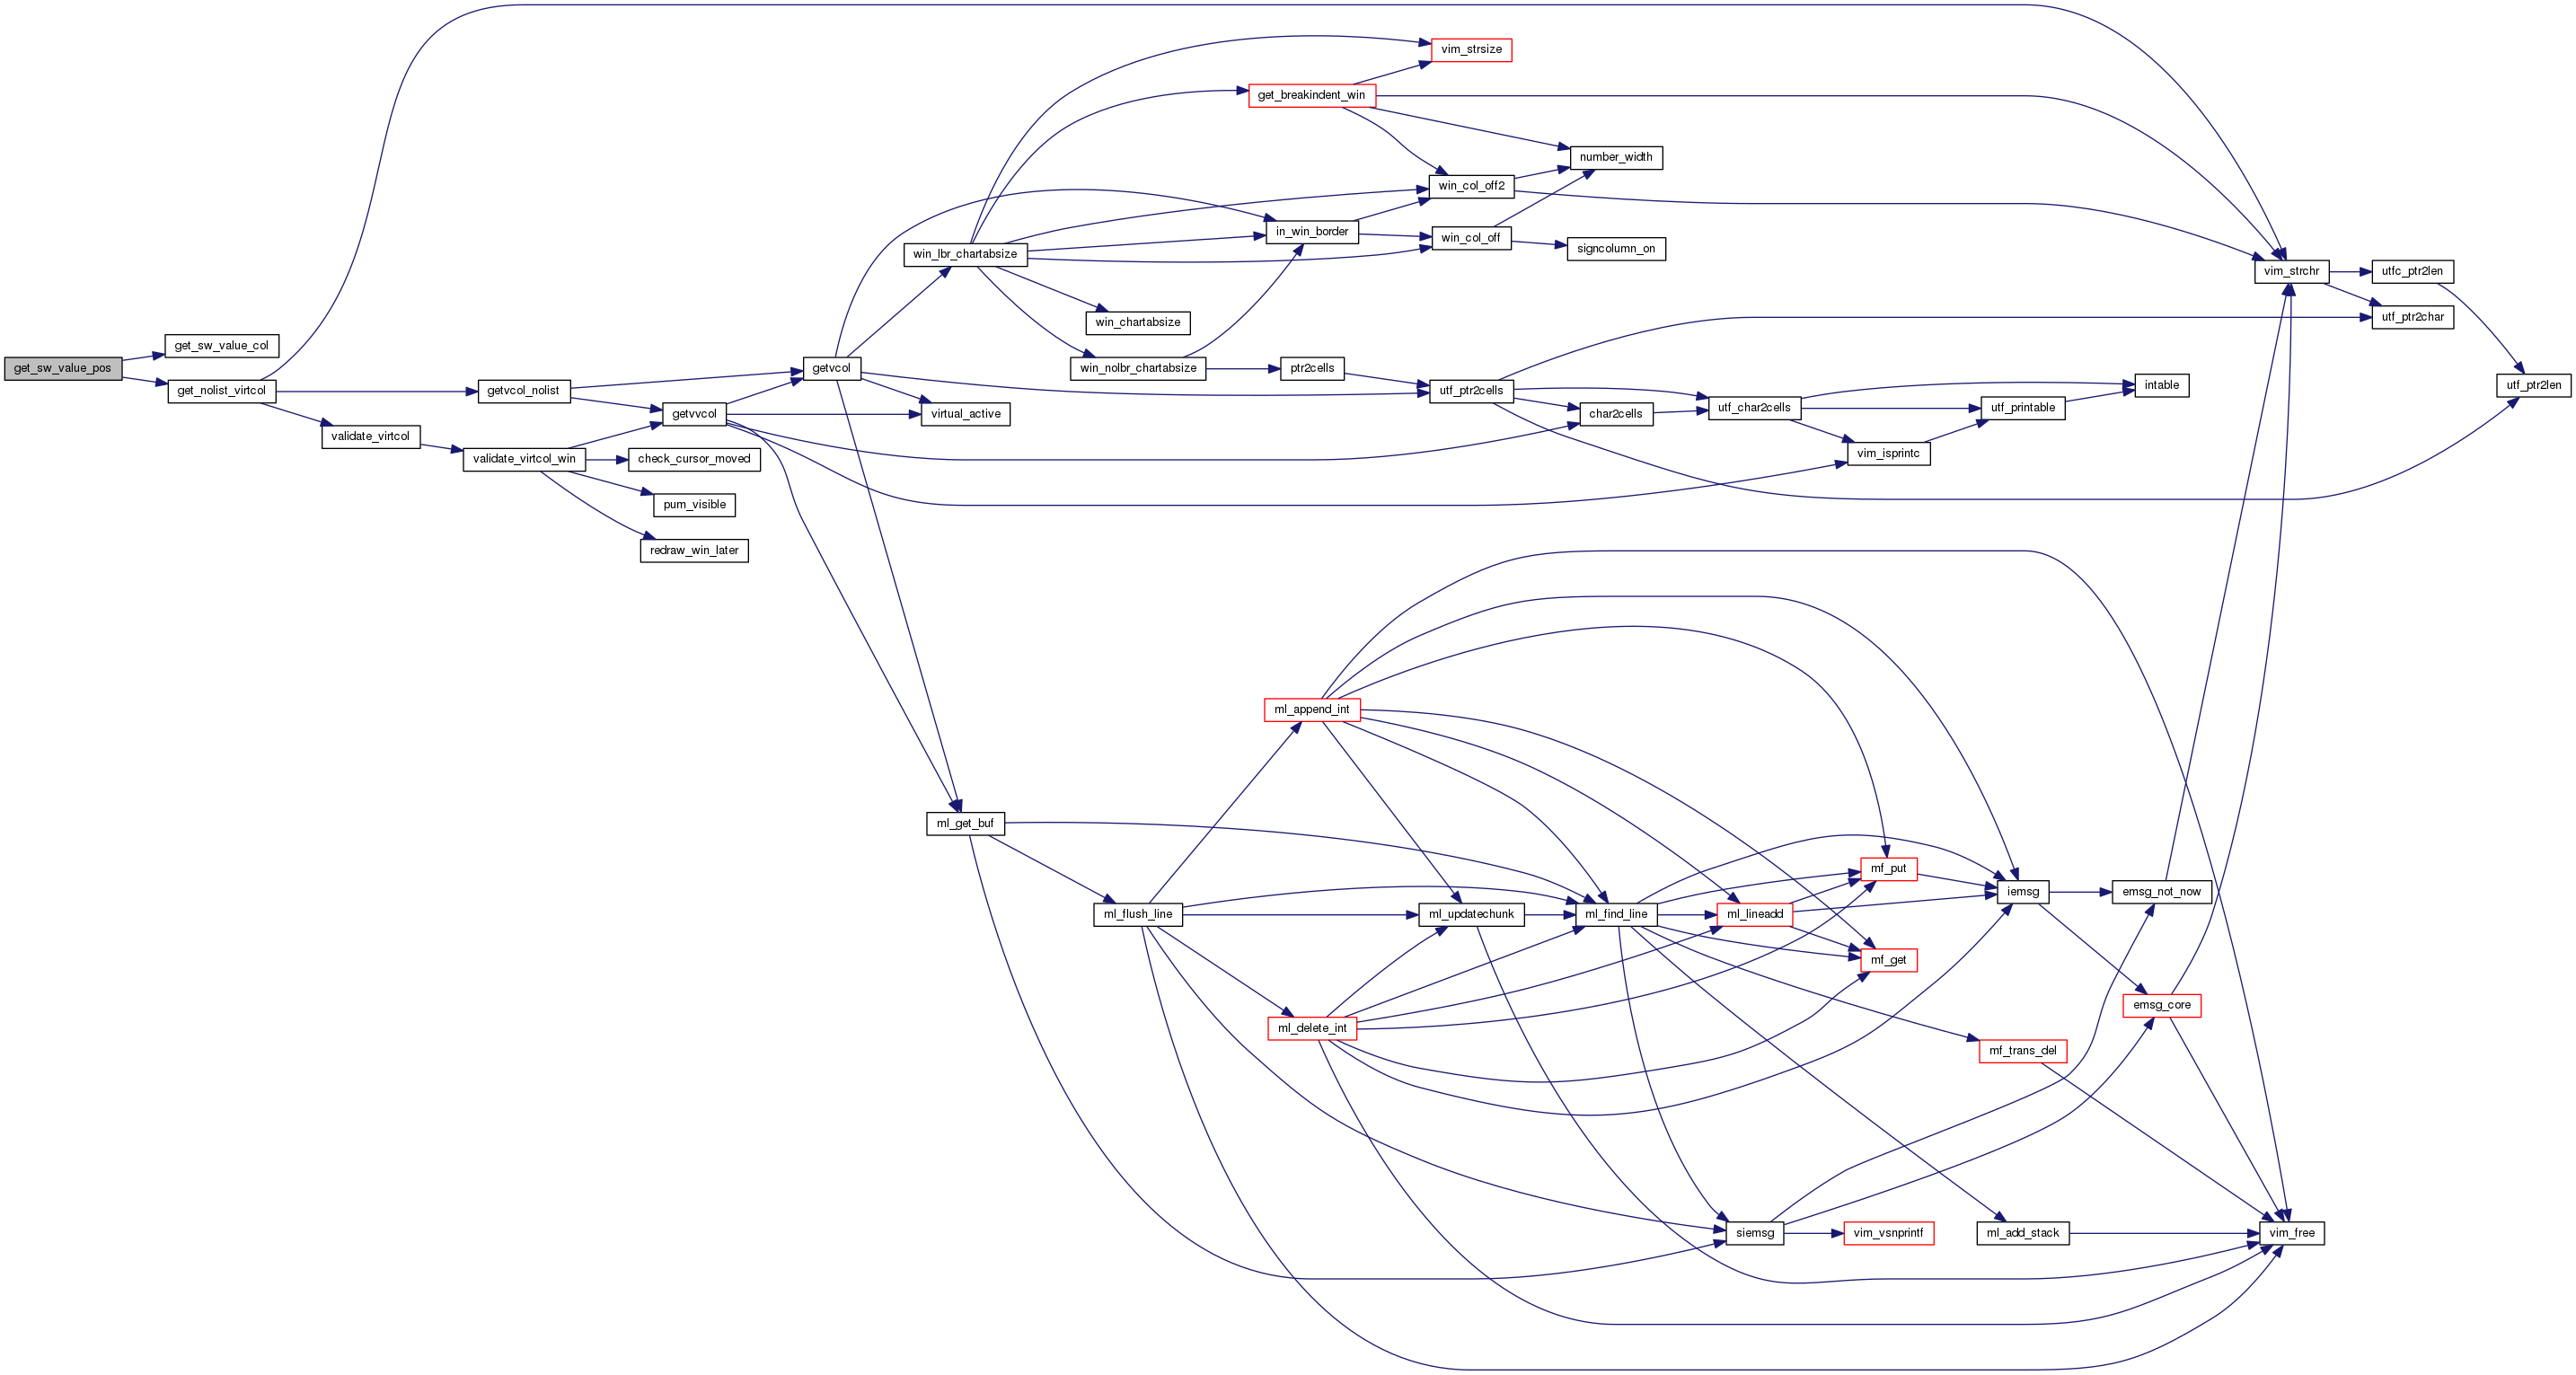 vim_strsize
get_breakindent_win
number_width
win_col_off2
in_win_border
win_col_off
signcolumn_on
win_lbr_chartabsize
vim_strchr
utfc_ptr2len
utf_ptr2char
win_chartabsize
get_sw_value_col
get_sw_value_pos
getvcol
win_nolbr_chartabsize
ptr2cells
get_nolist_virtcol
getvcol_nolist
utf_ptr2cells
intable
utf_ptr2len
getvvcol
virtual_active
char2cells
utf_char2cells
utf_printable
validate_virtcol
vim_isprintc
validate_virtcol_win
check_cursor_moved
pum_visible
redraw_win_later
ml_append_int
ml_get_buf
mf_put
iemsg
emsg_not_now
ml_flush_line
ml_updatechunk
ml_find_line
ml_lineadd
mf_get
emsg_core
ml_delete_int
mf_trans_del
siemsg
vim_vsnprintf
ml_add_stack
vim_free